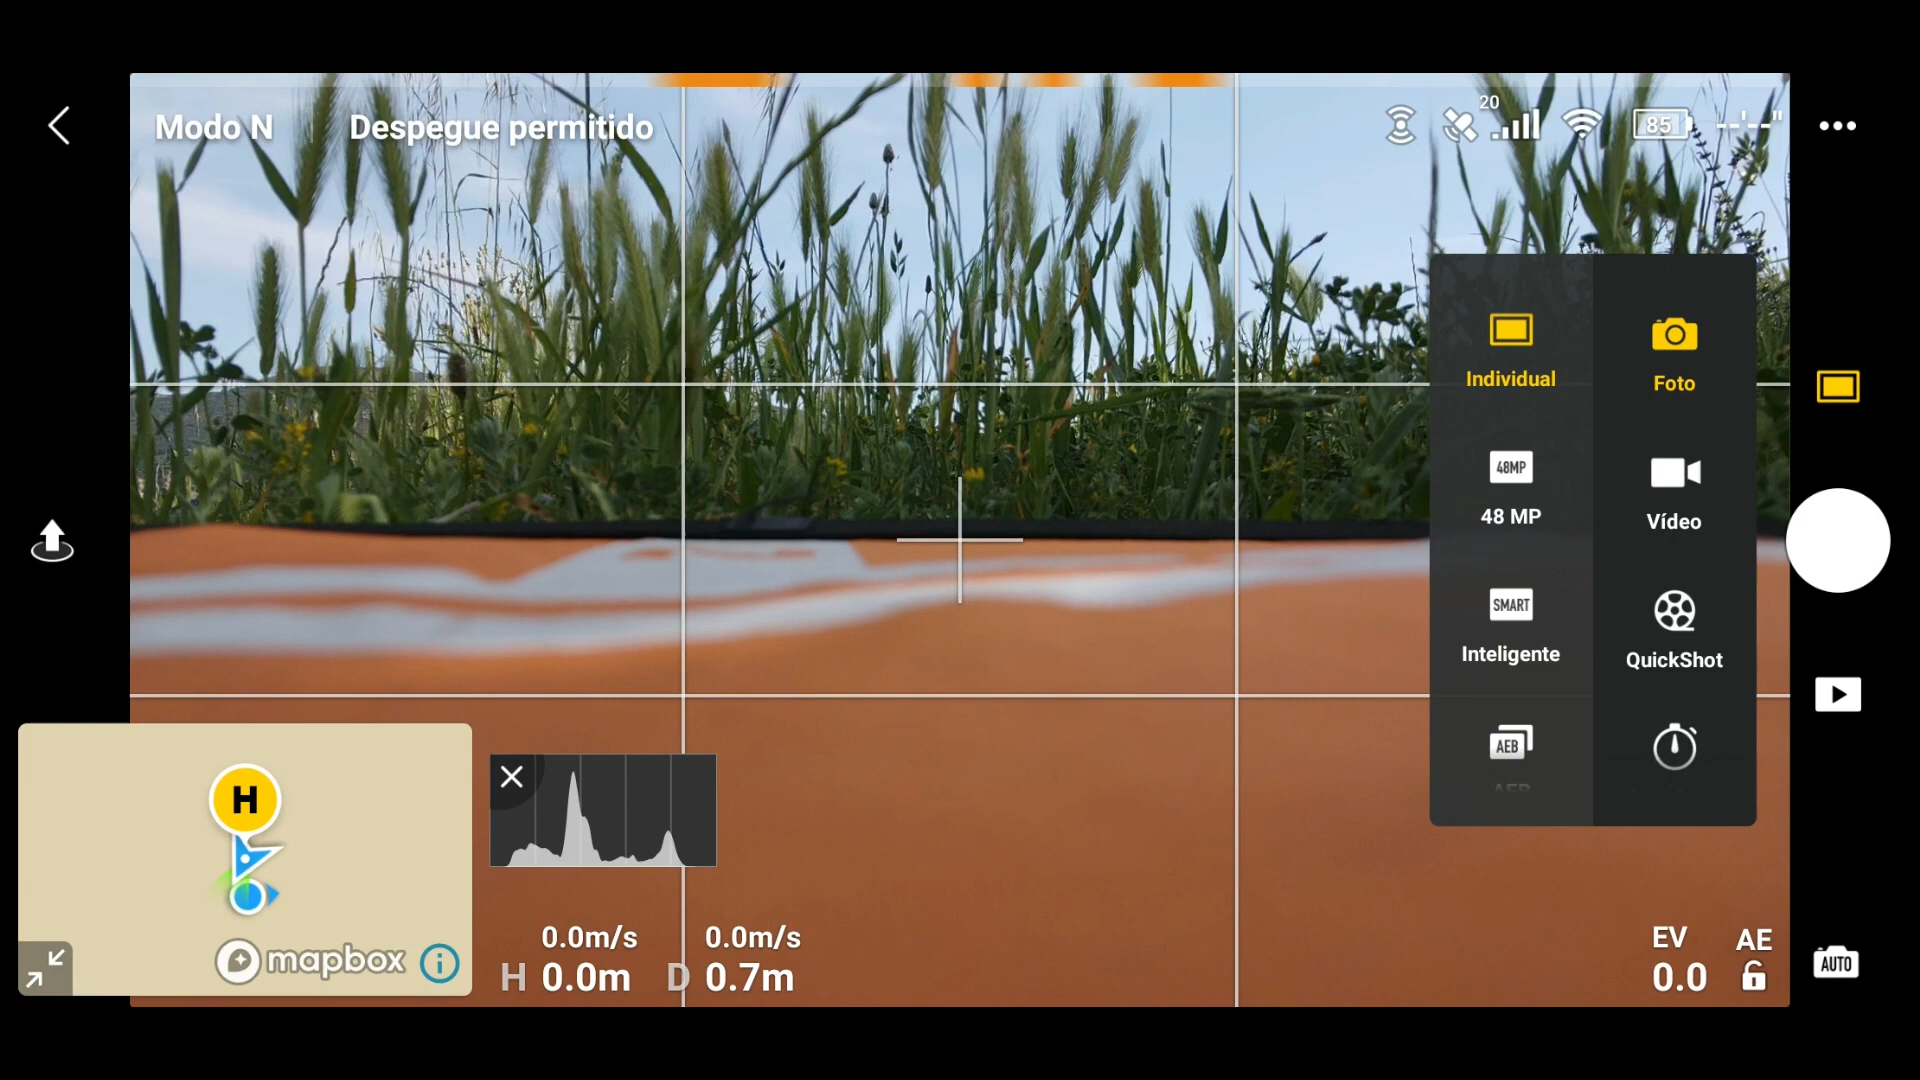 Modo N
Despegue permitido
20
85
--'--"
Individual
Foto
48MP
48 MP
Vídeo
SMART
Inteligente
QuickShot
AEB
AEB
H
mapbox
i
0.0m/s
0.0m/s
H 0.0m
D 0.7m
EV
0.0
AE
AUTO